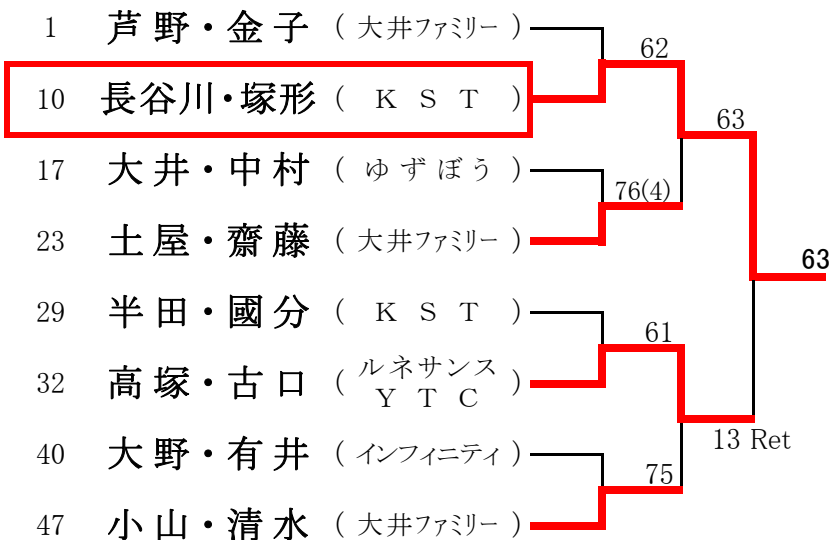 1 芦野・金子 (大井ファミリー)
62
10 長谷川・塚形 (KST)
63
17 大井・中村 (ゆずぼう)
76(4)
23 土屋・齋藤 (大井ファミリー)
63
29 半田・國分 (KST)
61
32 高塚・古口 (ルネサンス
YTC)
13 Ret
40 大野・有井 (インフィニティ)
75
47 小山・清水 (大井ファミリー)